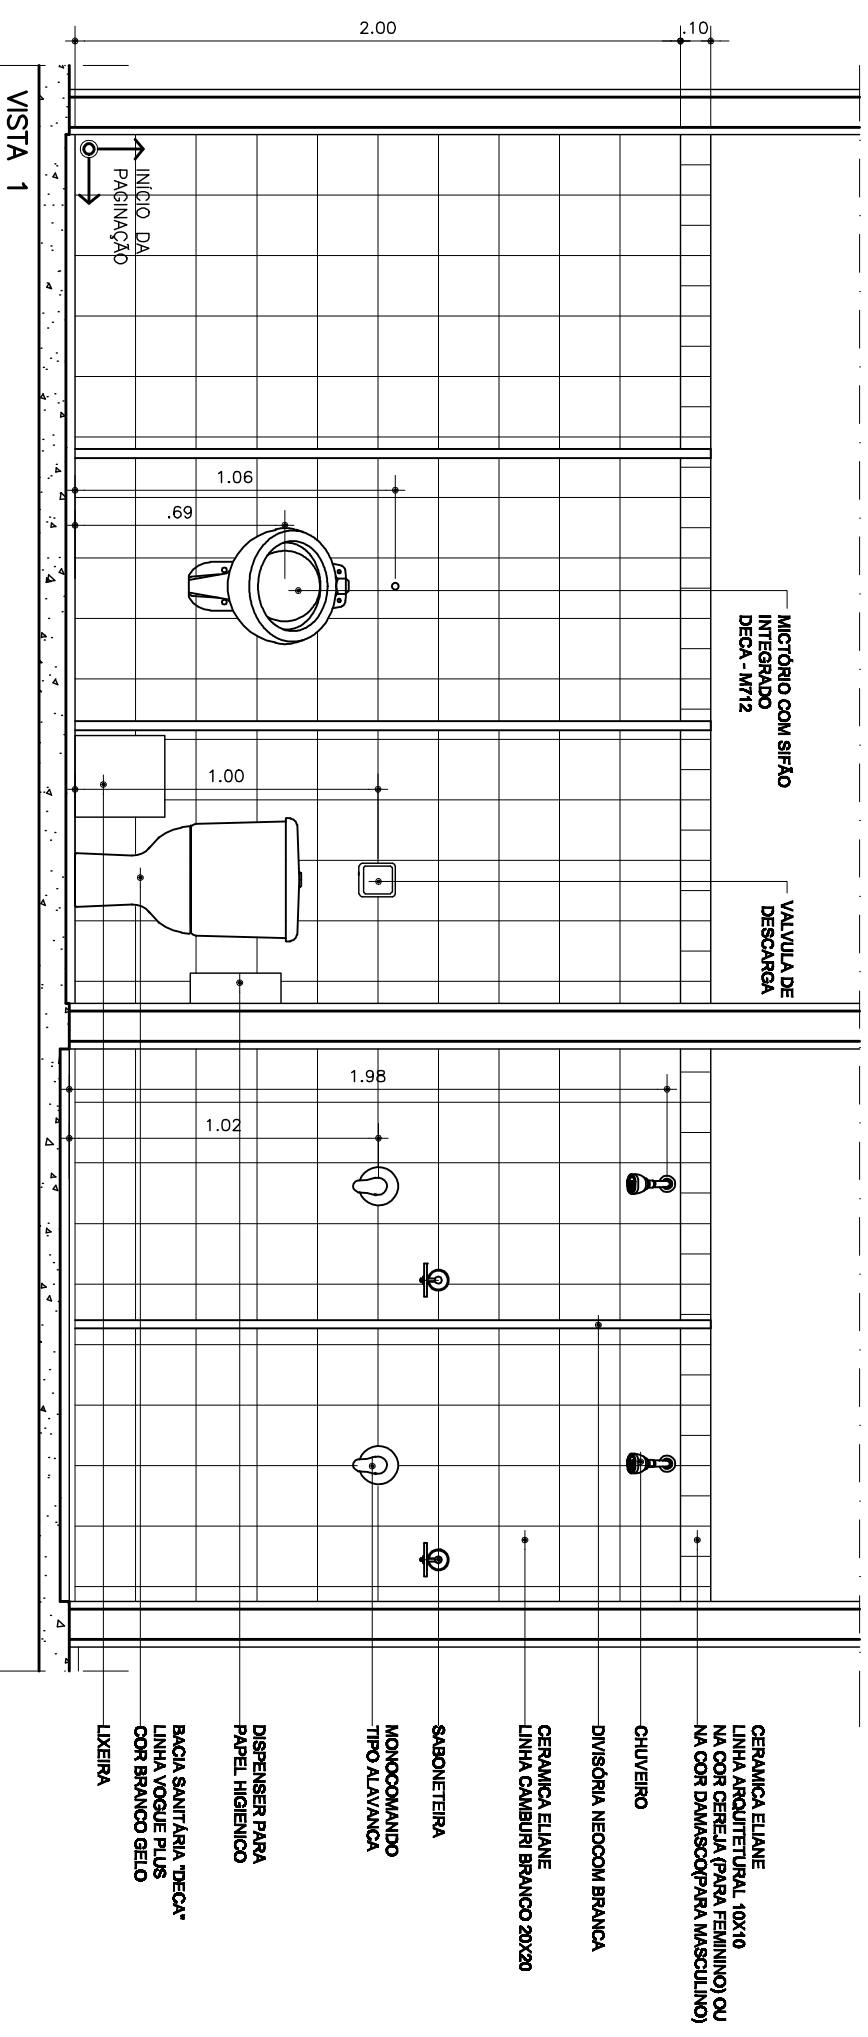 2.00
.10
INÍCIO DA
PAGINAÇÃO
1.06
.69
MICTÓRIO COM SIFÃO
INTEGRADO
DECA - M712
1.00
VALVULA DE
DESCARGA
1.98
1.02
CERAMICA ELIANE
LINHA ARQUITETURAL 10X10
NA COR CEREJA (PARA FEMININO) OU
NA COR DAMASCO(PARA MASCULINO)
CHUVEIRO
DIVISÓRIA NEOCOM BRANCA
CERAMICA ELIANE
LINHA CAMBURI BRANCO 20X20
SABONETEIRA
MONOCOMANDO
TIPO ALAVANCA
DISPENSER PARA
PAPEL HIGIENICO
BACIA SANITÁRIA "DECA"
LINHA VOGUE PLUS
COR BRANCO GELO
LIXEIRA
VISTA 1